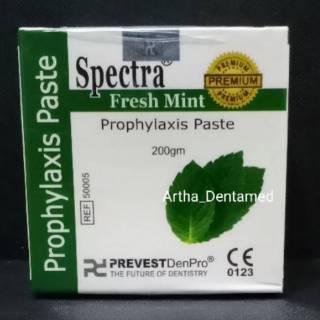 Prophylaxis Paste
Spectra®
PREMIUM
PREMIUM
PREMIUM
Fresh Mint
Prophylaxis Paste
200gm
REF 50005
Artha_Dentamed
PREVESTDenPro®
THE FUTURE OF DENTISTRY
CE
0123